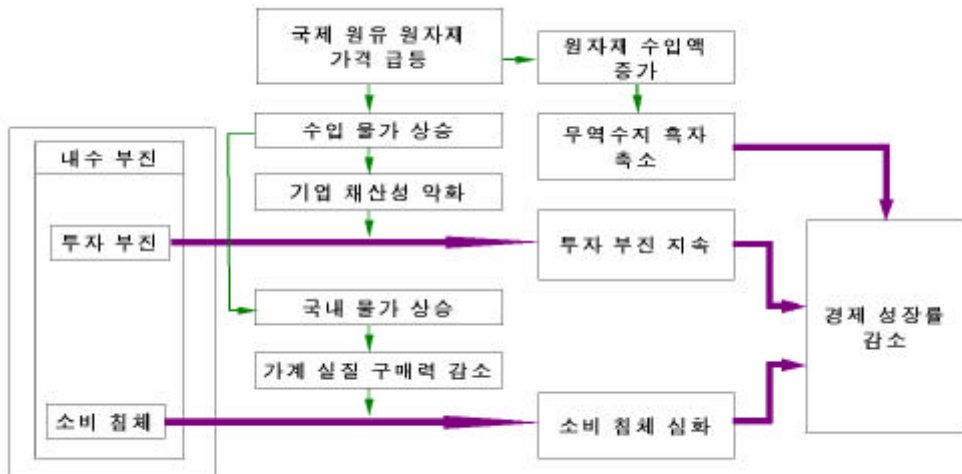 국제 원유 원자재
가격 급등
원자재 수입액
증가
수입 물가 상승
무역수지 흑자
축소
내수 부진
기업 채산성 악화
투자 부진
투자 부진 지속
국내 물가 상승
경제 성장률
감소
가계 실질 구매력 감소
소비 침체
소비 침체 심화